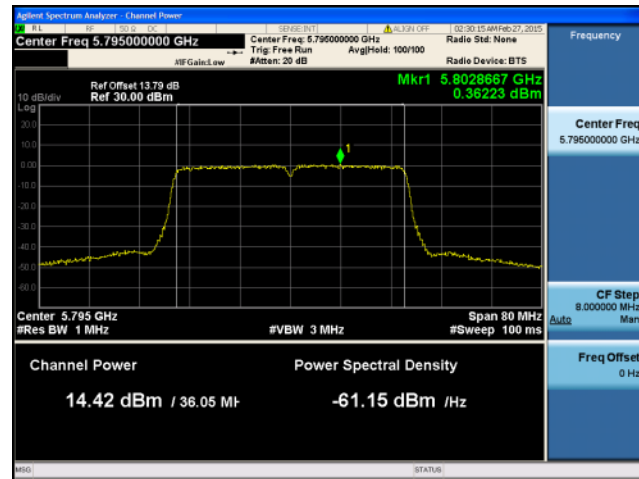 Agilent Spectrum Analyzer - Channel Power
RL RF 50 Ω DC SENSE:INT ALIGN OFF 02:30:15 AM Feb 27, 2015
Center Freq 5.795000000 GHz
Center Freq: 5.795000000 GHz Radio Std: None
Trig: Free Run Avg|Hold: 100/100
#IFGain:Low #Atten: 20 dB Radio Device: BTS
Frequency
Ref Offset 13.79 dB
10 dB/div Ref 30.00 dBm
Mkr1 5.8028667 GHz
0.36223 dBm
Log
20.0
10.0
0.00
-10.0
-20.0
-30.0
-40.0
-50.0
-60.0
1
Center 5.795 GHz Span 80 MHz
#Res BW 1 MHz #VBW 3 MHz #Sweep 100 ms
Channel Power Power Spectral Density
14.42 dBm / 36.05 MH -61.15 dBm /Hz
Center Freq
5.795000000 GHz
CF Step
8.000000 MHz
Auto Man
Freq Offset
0 Hz
MSG STATUS